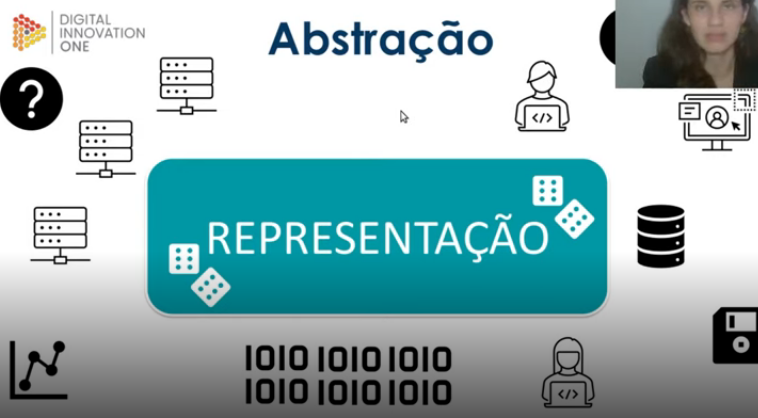 DIGITAL
INNOVATION
ONE
Abstração
?
</>
REPRESENTAÇÃO
1010 1010 1010
1010 1010 1010
</>